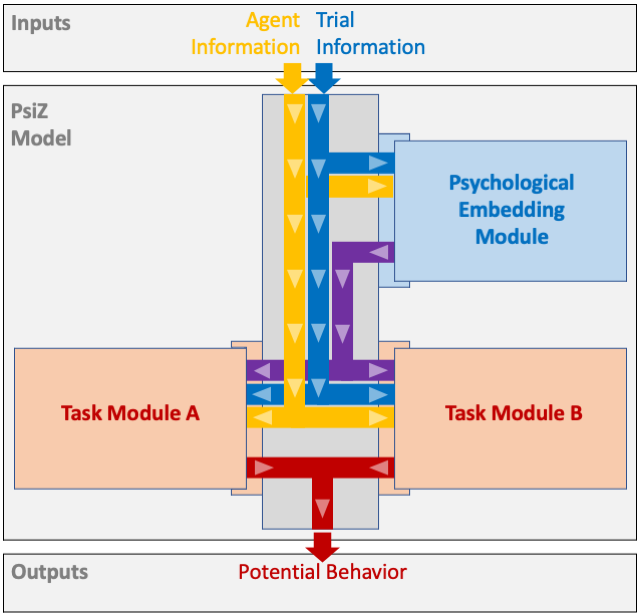 Inputs
Agent Information
Trial Information
PsiZ
Model
Psychological
Embedding
Module
Task Module A
Task Module B
Outputs
Potential Behavior